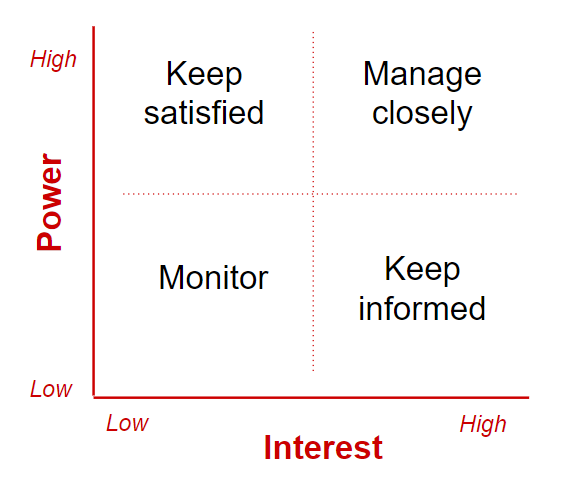 High
Keep
satisfied
Manage
closely
Power
Monitor
Keep
informed
Low
Low
High
Interest